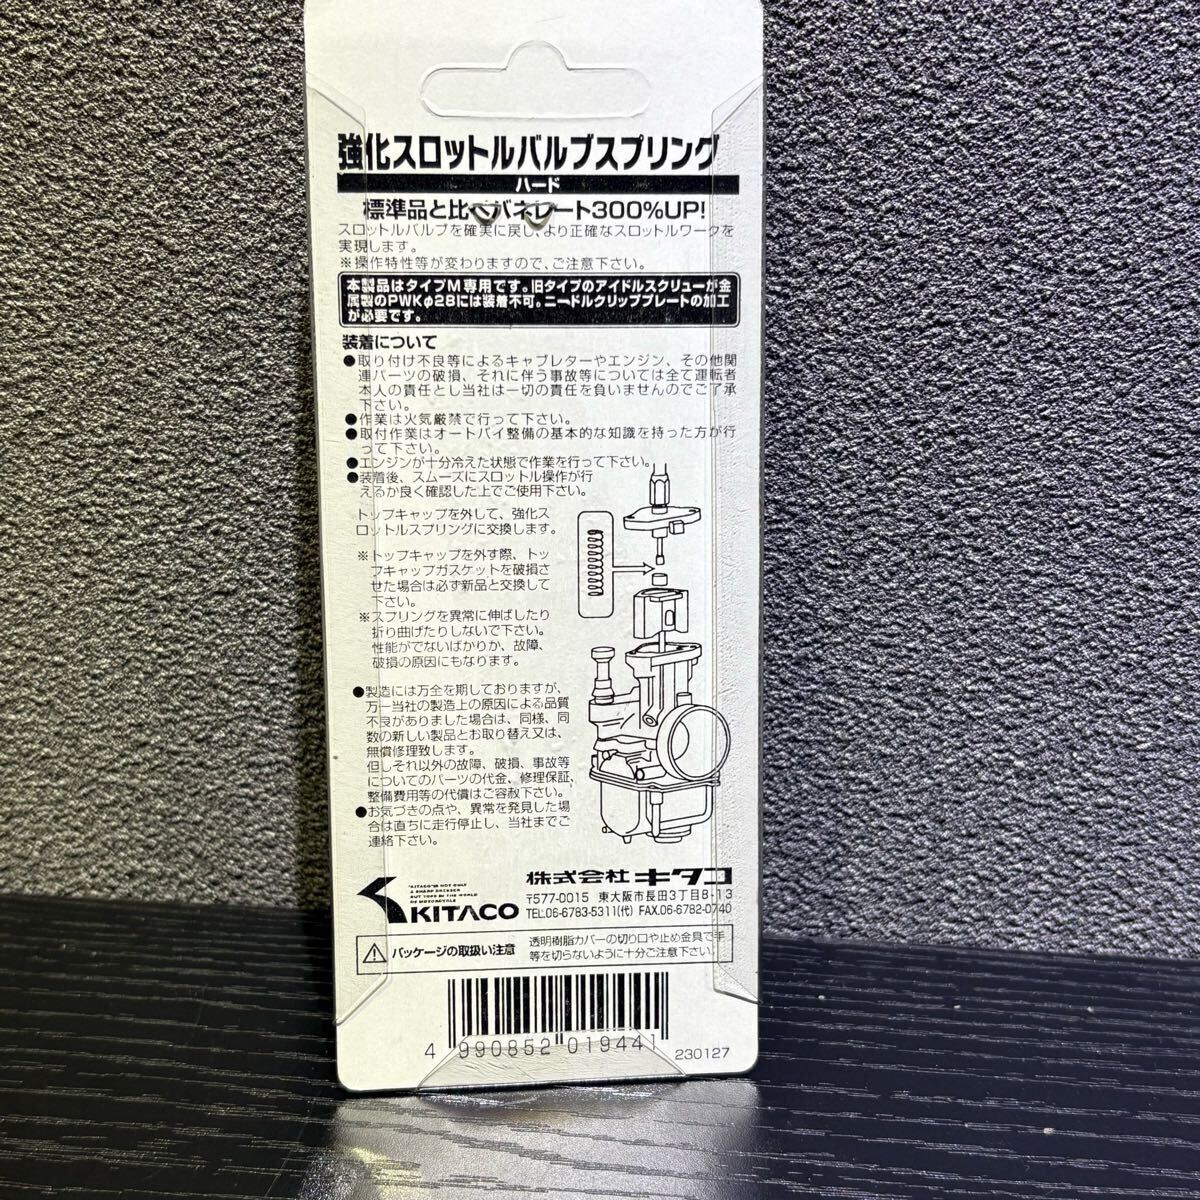 強化スロットルバルブスプリング
ハード
標準品と比べバネレート300%UP!
スロットルバルブを確実に戻し、より正確なスロットルワークを
実現します。
※操作特性等が変わりますので、ご注意下さい。
本製品はタイプM専用です。旧タイプのアイドルスクリューが金
属製のPWKφ28には装着不可。ニードルクリッププレートの加工
が必要です。
装着について
●取り付け不良等によるキャブレターやエンジン、その他関
連パーツの破損、それに伴う事故等については全て運転者
本人の責任とし当社は一切の責任を負いませんのでご了承
下さい。
●作業は火気厳禁で行って下さい。
●取付作業はオートバイ整備の基本的な知識を持った方が行
って下さい。
●エンジンが十分冷えた状態で作業を行って下さい。
●装着後、スムーズにスロットル操作が行
えるか良く確認した上でご使用下さい。
トップキャップを外して、強化ス
ロットルスプリングに交換します。
※トップキャップを外す際、トッ
プキャップガスケットを破損さ
せた場合は必ず新品と交換して
下さい。
※スプリングを異常に伸ばしたり
折り曲げたりしないで下さい。
性能がでないばかりか、故障、
破損の原因にもなります。
●製造には万全を期しておりますが、
万一当社の製造上の原因による品質
不良がありました場合は、同様、同
数の新しい製品とお取り替え又は、
無償修理致します。
但しそれ以外の故障、破損、事故等
についてのパーツの代金、修理保証、
整備費用等の代償はご容赦下さい。
●お気づきの点や、異常を発見した場
合は直ちに走行停止し、当社までご
連絡下さい。
"KITACO" IS NOT ONLY
A SHARP DRESSER
BUT TOPS IN THE WORLD
OF MOTORCYCLE
KITACO
株式会社 キタコ
〒577-0015 東大阪市長田3丁目8-13
TEL.06-6783-5311(代) FAX.06-6782-0740
パッケージの取扱い注意
透明樹脂カバーの切り口や止め金具で手
等を切らないように十分ご注意下さい。
4 990852 019441
230127